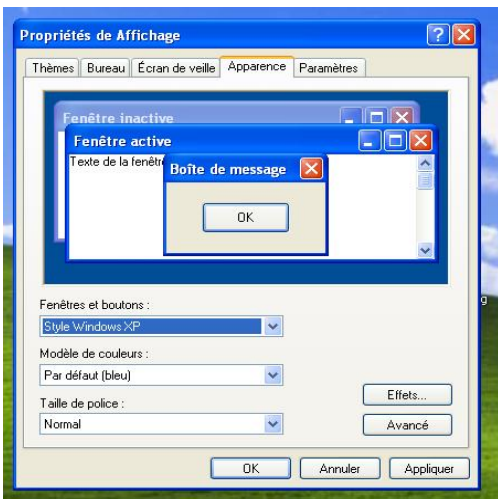 Propriétés de Affichage
Thèmes Bureau Écran de veille Apparence Paramètres
Fenêtre inactive
Fenêtre active
Texte de la fenêtr
Boîte de message
OK
Fenêtres et boutons :
Style Windows XP
Modèle de couleurs :
Par défaut (bleu)
Taille de police :
Normal
Effets...
Avancé
OK Annuler Appliquer
g